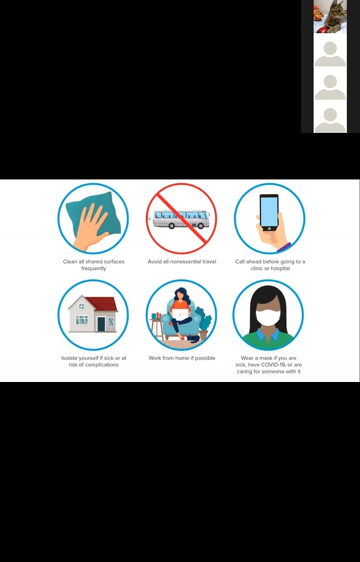 Clean all shared surfaces
frequently
Avoid all nonessential travel
Call ahead before going to a
clinic or hospital
Isolate yourself if sick or at
risk of complications
Work from home if possible
Wear a mask if you are
sick, have COVID-19, or are
caring for someone with it